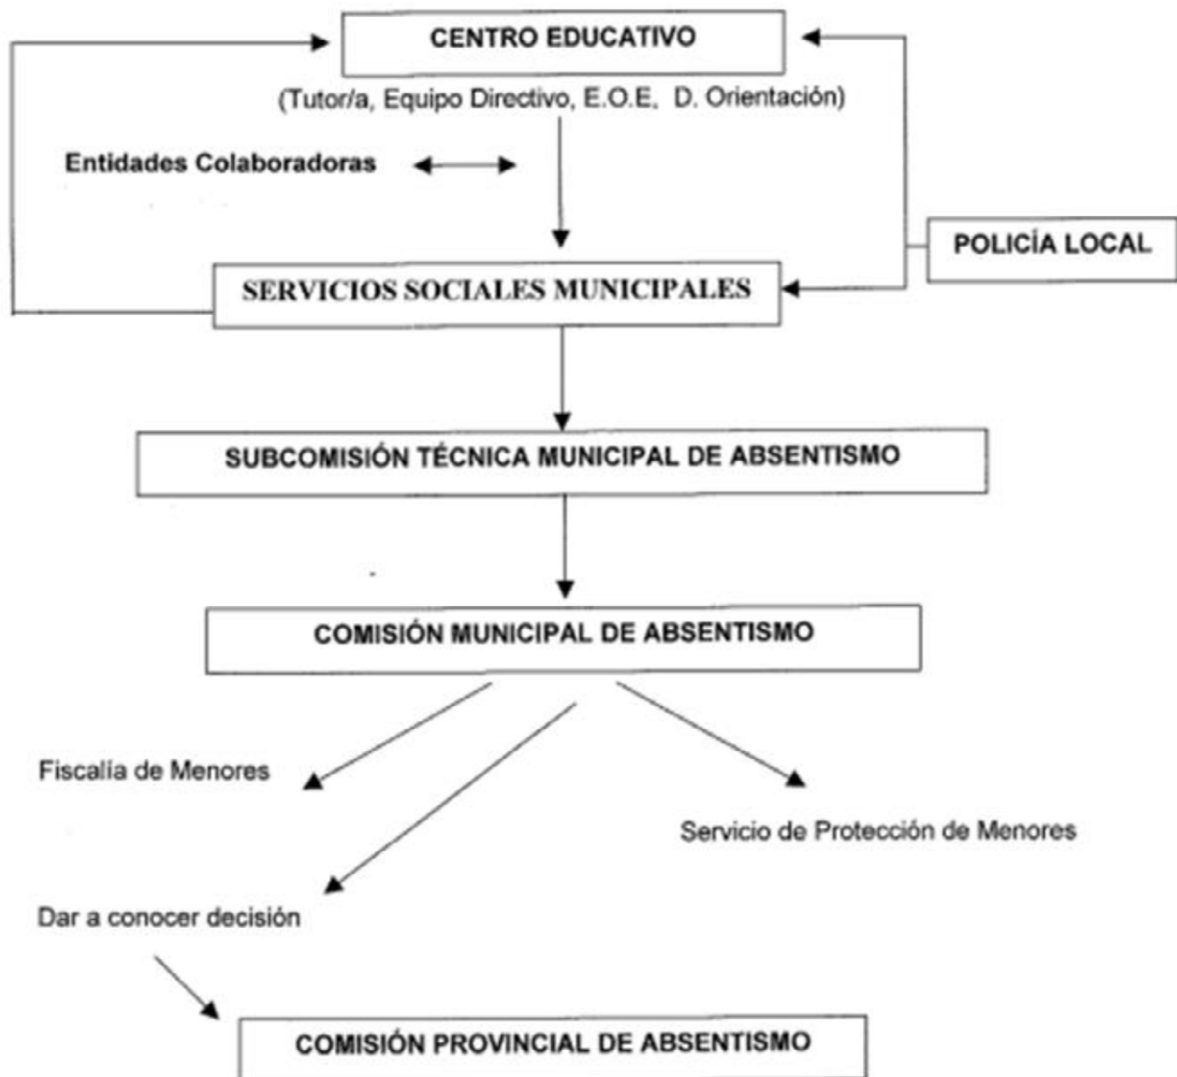 CENTRO EDUCATIVO
(Tutor/a, Equipo Directivo, E.O.E, D. Orientación)
Entidades Colaboradoras
POLICÍA LOCAL
SERVICIOS SOCIALES MUNICIPALES
SUBCOMISIÓN TÉCNICA MUNICIPAL DE ABSENTISMO
COMISIÓN MUNICIPAL DE ABSENTISMO
Fiscalía de Menores
Servicio de Protección de Menores
Dar a conocer decisión
COMISIÓN PROVINCIAL DE ABSENTISMO